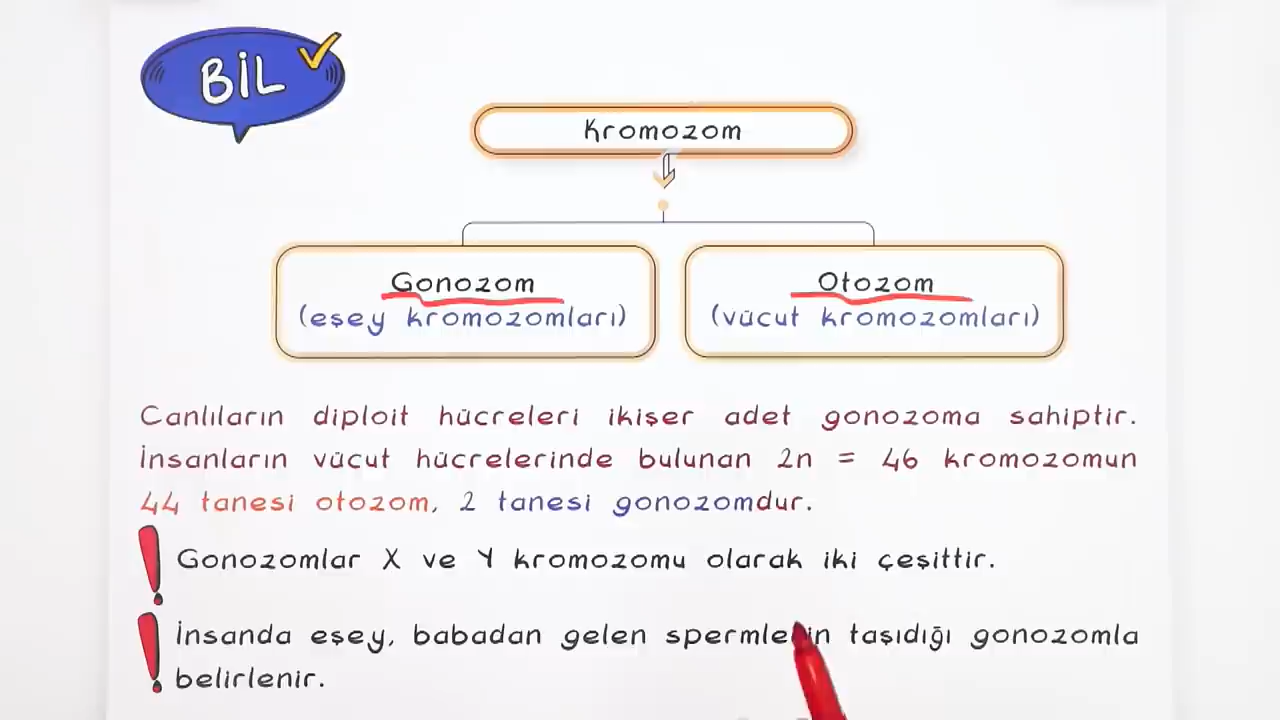 BİL
Kromozom
Gonozom
(eşey kromozomları)
Otozom
(vücut kromozomları)
Canlıların diploit hücreleri ikişer adet gonozoma sahiptir.
İnsanların vücut hücrelerinde bulunan 2n = 46 kromozomun
44 tanesi otozom, 2 tanesi gonozomdur.
Gonozomlar X ve Y kromozomu olarak iki çeşittir.
İnsanda eşey, babadan gelen spermlerin taşıdığı gonozomla
belirlenir.